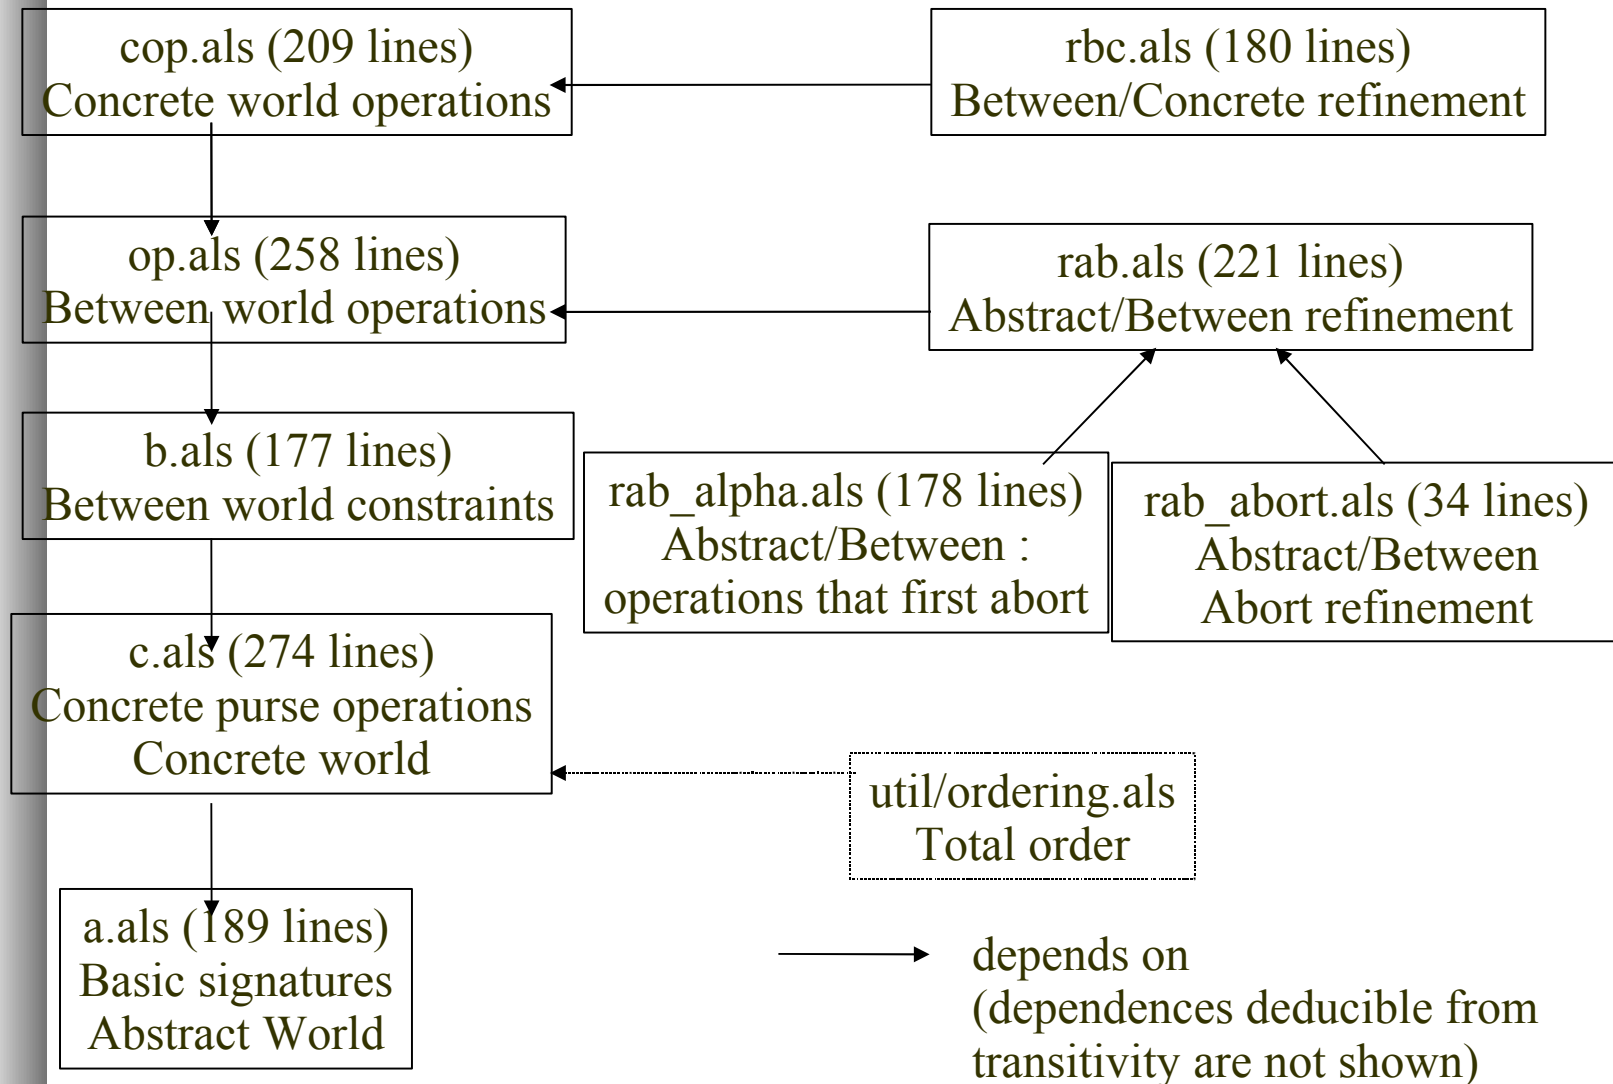 cop.als (209 lines)
Concrete world operations
rbc.als (180 lines)
Between/Concrete refinement
op.als (258 lines)
Between world operations
rab.als (221 lines)
Abstract/Between refinement
b.als (177 lines)
Between world constraints
rab_alpha.als (178 lines)
Abstract/Between :
operations that first abort
rab_abort.als (34 lines)
Abstract/Between
Abort refinement
c.als (274 lines)
Concrete purse operations
Concrete world
util/ordering.als
Total order
a.als (189 lines)
Basic signatures
Abstract World
depends on
(dependences deducible from
transitivity are not shown)